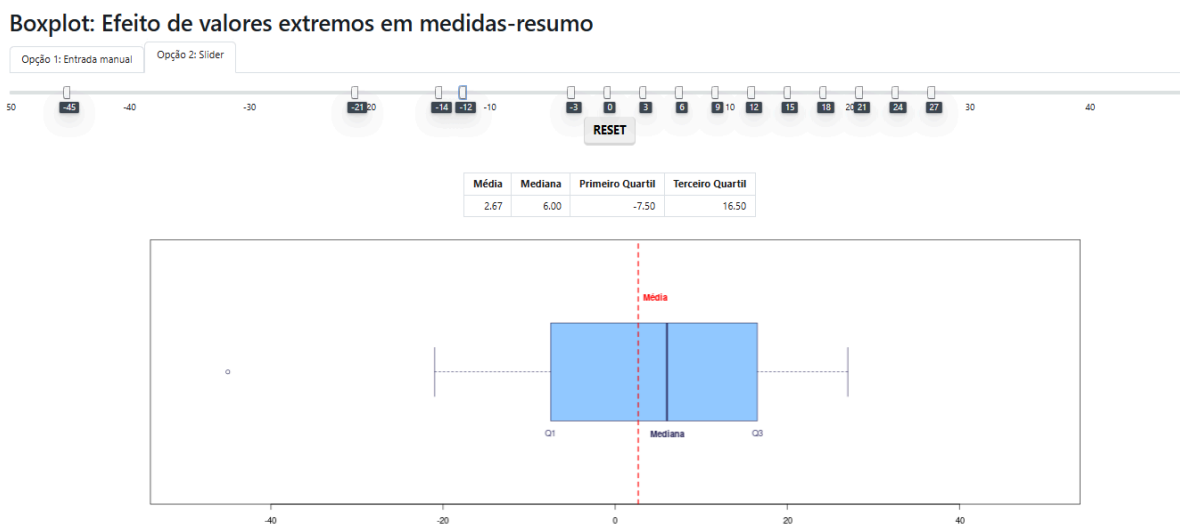 Boxplot: Efeito de valores extremos em medidas-resumo
Opção 1: Entrada manual Opção 2: Slider
-45 -21 -14 -12 -3 0 3 6 9 12 15 18 21 24 27
50 -40 -30 20 -10 10 20 30 40
RESET
Média Mediana Primeiro Quartil Terceiro Quartil
2.67 6.00 -7.50 16.50
Média
Q1 Mediana Q3
-40 -20 0 20 40